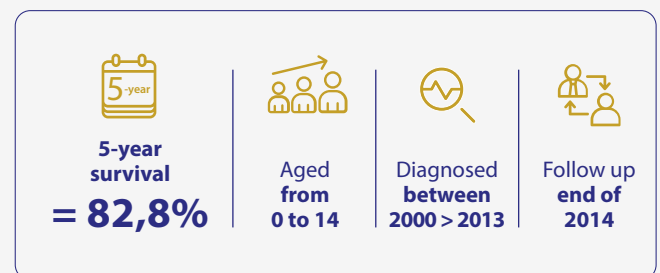 5-year
5-year
survival
= 82,8%
Aged
from
0 to 14
Diagnosed
between
2000 > 2013
Follow up
end of
2014